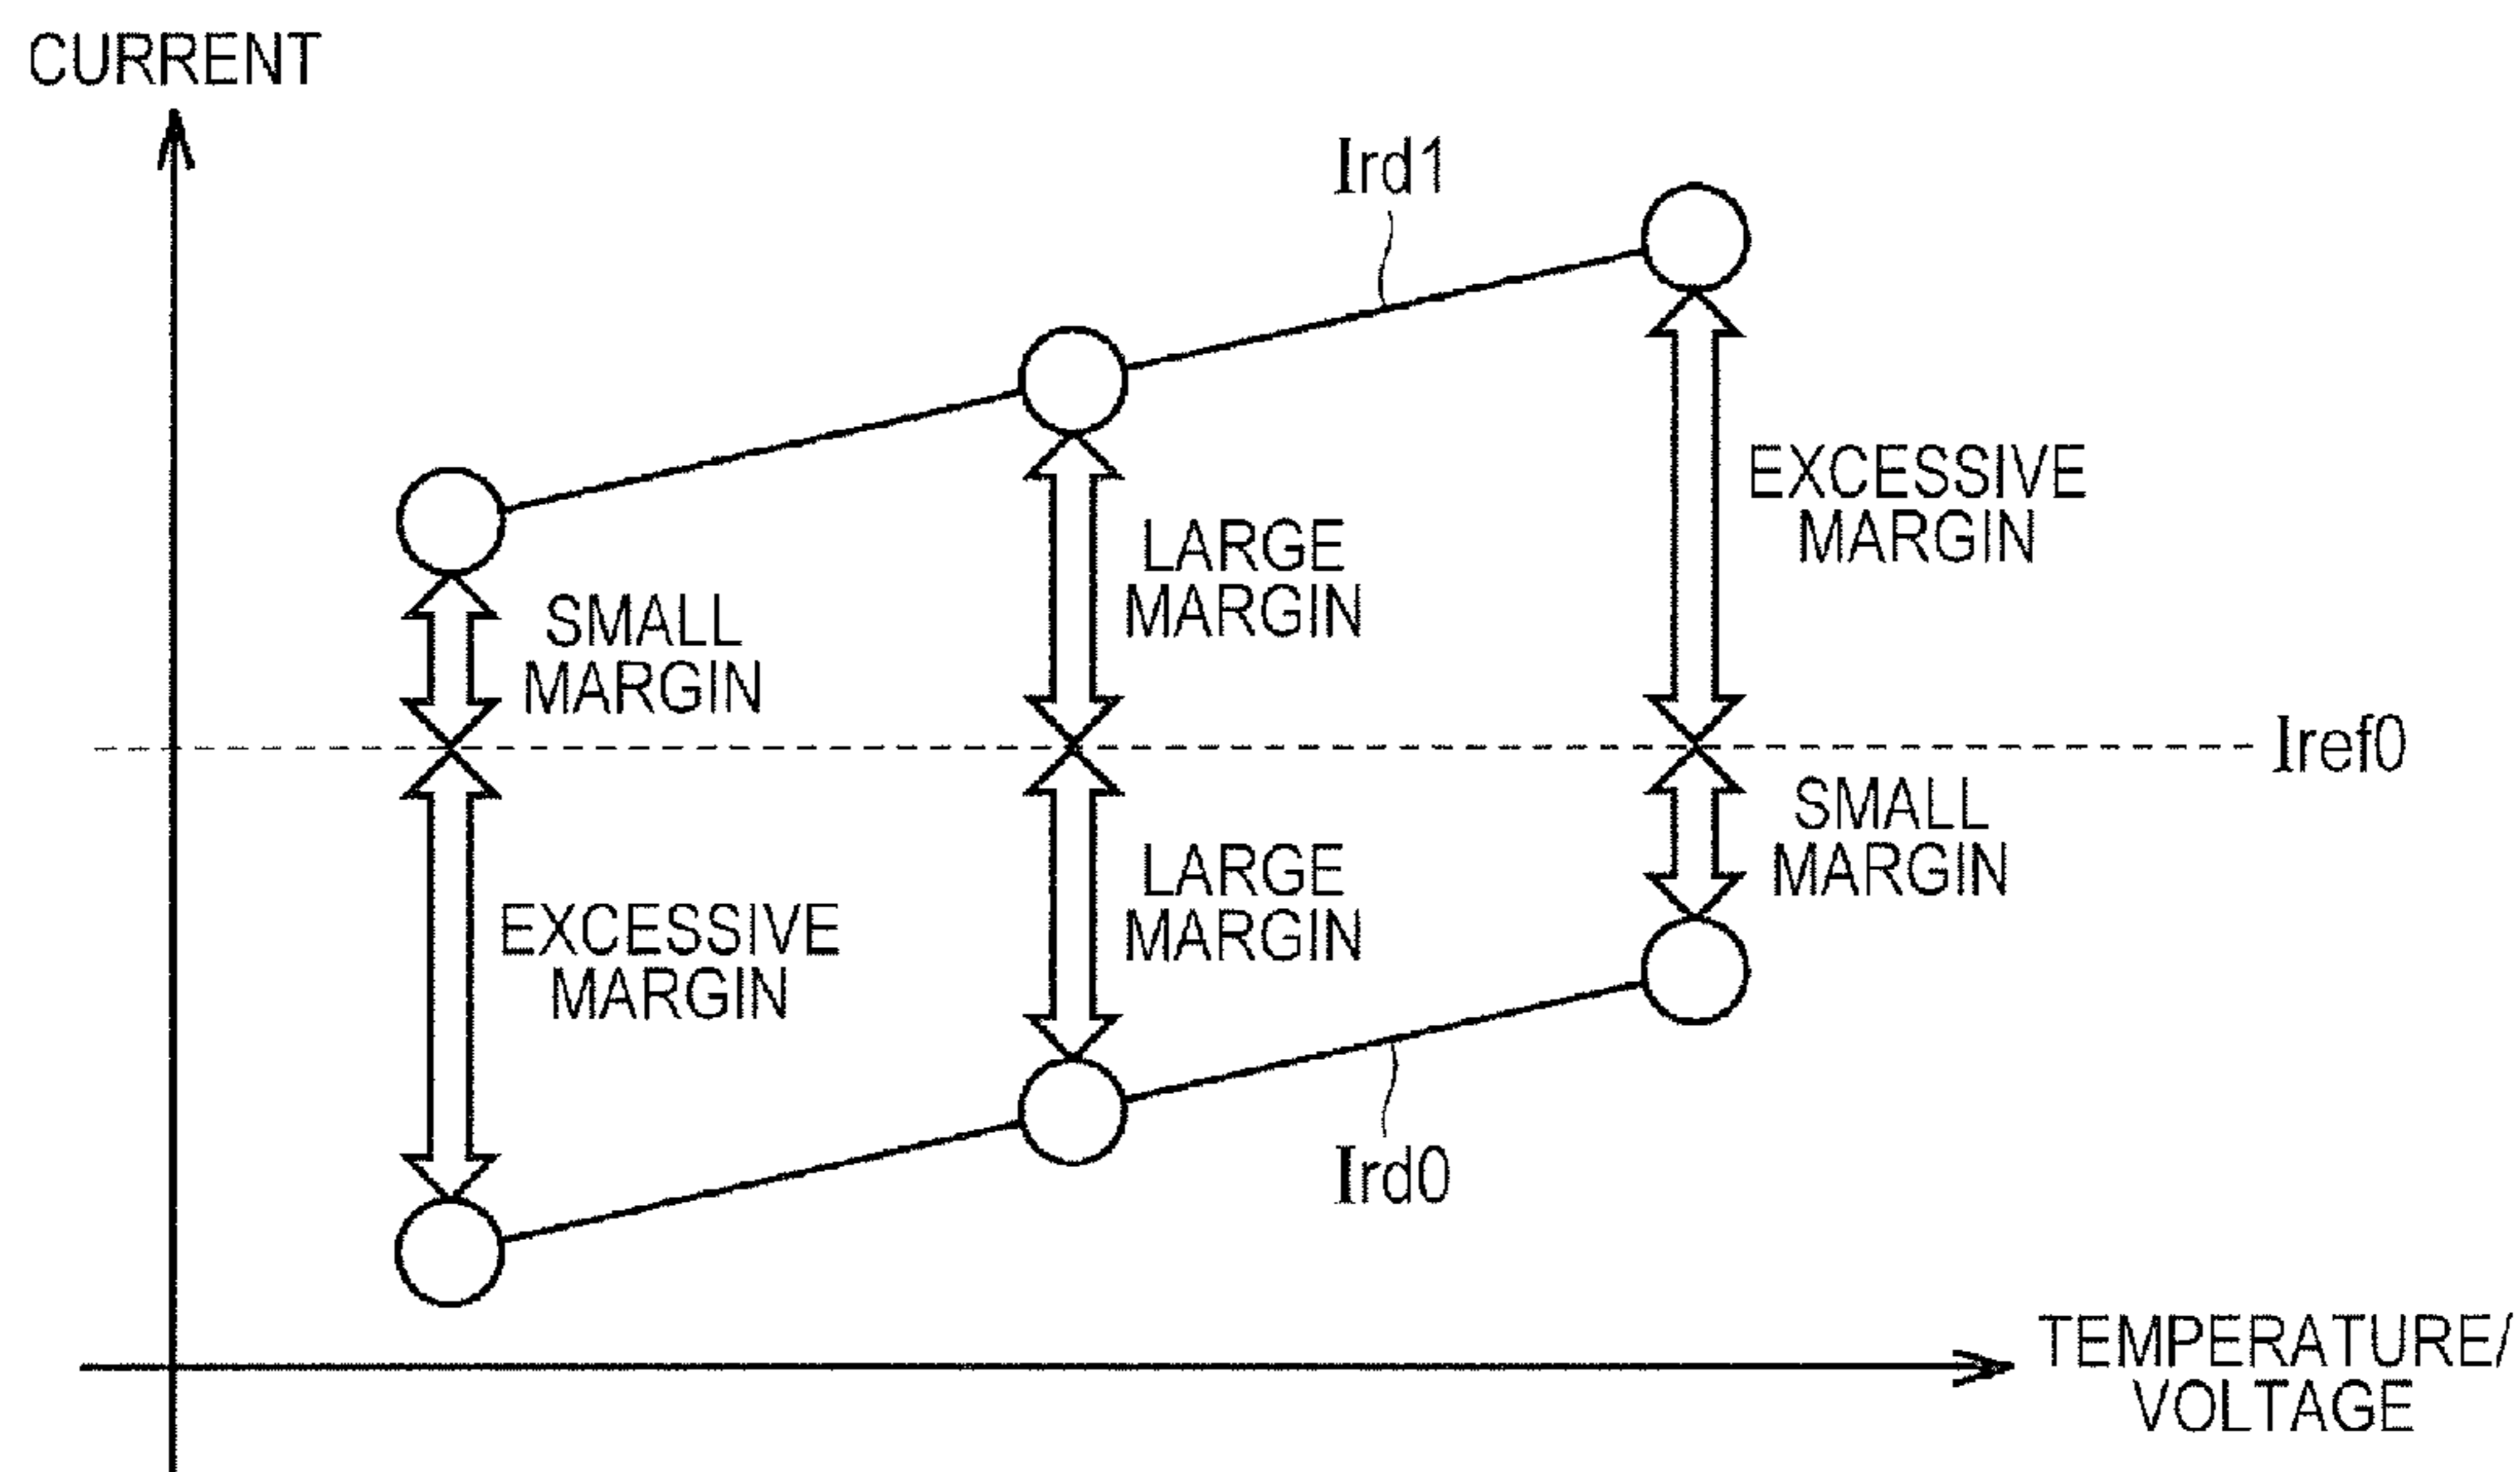 CURRENT
Ird1
EXCESSIVE
MARGIN
LARGE
MARGIN
SMALL
MARGIN
Iref0
SMALL
MARGIN
LARGE
MARGIN
EXCESSIVE
MARGIN
Ird0
TEMPERATURE/
VOLTAGE